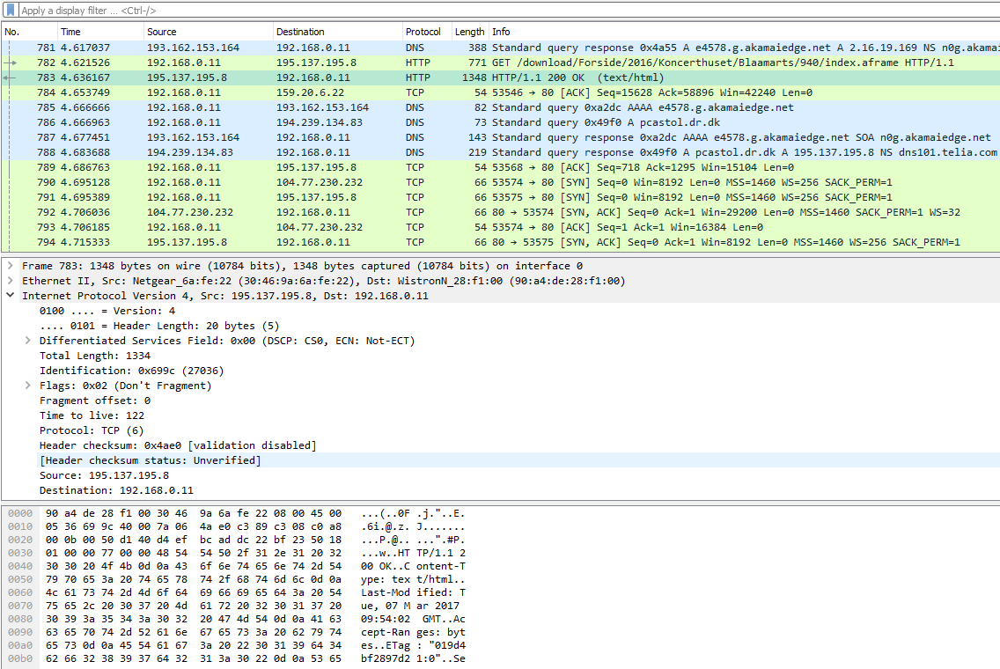 Apply a display filter ... <Ctrl-/>
No. Time Source Destination Protocol Length Info
781 4.617037 193.162.153.164 192.168.0.11 DNS 388 Standard query response 0x4a55 A e4578.g.akamaiedge.net A 2.16.19.169 NS n0g.akamai
782 4.621526 192.168.0.11 195.137.195.8 HTTP 771 GET /download/Forside/2016/Koncerthuset/Blaamarts/940/index.aframe HTTP/1.1
783 4.636167 195.137.195.8 192.168.0.11 HTTP 1348 HTTP/1.1 200 OK (text/html)
784 4.653749 192.168.0.11 159.20.6.22 TCP 54 53546 → 80 [ACK] Seq=15628 Ack=58896 Win=42240 Len=0
785 4.666666 192.168.0.11 193.162.153.164 DNS 82 Standard query 0xa2dc AAAA e4578.g.akamaiedge.net
786 4.666963 192.168.0.11 194.239.134.83 DNS 73 Standard query 0x49f0 A pcastol.dr.dk
787 4.677451 193.162.153.164 192.168.0.11 DNS 143 Standard query response 0xa2dc AAAA e4578.g.akamaiedge.net SOA n0g.akamaiedge.net
788 4.683688 194.239.134.83 192.168.0.11 DNS 219 Standard query response 0x49f0 A pcastol.dr.dk A 195.137.195.8 NS dns101.telia.com
789 4.686763 192.168.0.11 195.137.195.8 TCP 54 53568 → 80 [ACK] Seq=718 Ack=1295 Win=15104 Len=0
790 4.695128 192.168.0.11 104.77.230.232 TCP 66 53574 → 80 [SYN] Seq=0 Win=8192 Len=0 MSS=1460 WS=256 SACK_PERM=1
791 4.695389 192.168.0.11 195.137.195.8 TCP 66 53575 → 80 [SYN] Seq=0 Win=8192 Len=0 MSS=1460 WS=256 SACK_PERM=1
792 4.706036 104.77.230.232 192.168.0.11 TCP 66 80 → 53574 [SYN, ACK] Seq=0 Ack=1 Win=29200 Len=0 MSS=1460 SACK_PERM=1 WS=32
793 4.706185 192.168.0.11 104.77.230.232 TCP 54 53574 → 80 [ACK] Seq=1 Ack=1 Win=16384 Len=0
794 4.715333 195.137.195.8 192.168.0.11 TCP 66 80 → 53575 [SYN, ACK] Seq=0 Ack=1 Win=8192 Len=0 MSS=1460 WS=256 SACK_PERM=1
Frame 783: 1348 bytes on wire (10784 bits), 1348 bytes captured (10784 bits) on interface 0
Ethernet II, Src: Netgear_6a:fe:22 (30:46:9a:6a:fe:22), Dst: WistronN_28:f1:00 (90:a4:de:28:f1:00)
Internet Protocol Version 4, Src: 195.137.195.8, Dst: 192.168.0.11
0100 .... = Version: 4
.... 0101 = Header Length: 20 bytes (5)
Differentiated Services Field: 0x00 (DSCP: CS0, ECN: Not-ECT)
Total Length: 1334
Identification: 0x699c (27036)
Flags: 0x02 (Don't Fragment)
Fragment offset: 0
Time to live: 122
Protocol: TCP (6)
Header checksum: 0x4ae0 [validation disabled]
[Header checksum status: Unverified]
Source: 195.137.195.8
Destination: 192.168.0.11
0000 90 a4 de 28 f1 00 30 46 9a 6a fe 22 08 00 45 00 ...(..0F .j."..E.
0010 05 36 69 9c 40 00 7a 06 4a e0 c3 89 c3 08 c0 a8 .6i.@.z. J.......
0020 00 0b 00 50 d1 40 d4 ef bc ad dc 22 bf 23 50 18 ...P.@.. ...".#P.
0030 01 00 00 77 00 00 48 54 54 50 2f 31 2e 31 20 32 ...w..HT TP/1.1 2
0040 30 30 20 4f 4b 0d 0a 43 6f 6e 74 65 6e 74 2d 54 00 OK..C ontent-T
0050 79 70 65 3a 20 74 65 78 74 2f 68 74 6d 6c 0d 0a ype: tex t/html..
0060 4c 61 73 74 2d 4d 6f 64 69 66 69 65 64 3a 20 54 Last-Mod ified: T
0070 75 65 2c 20 30 37 20 4d 61 72 20 32 30 31 37 20 ue, 07 M ar 2017
0080 30 39 3a 35 34 3a 30 32 20 47 4d 54 0d 0a 41 63 09:54:02 GMT..Ac
0090 63 65 70 74 2d 52 61 6e 67 65 73 3a 20 62 79 74 cept-Ran ges: byt
00a0 65 73 0d 0a 45 54 61 67 3a 20 22 30 31 39 64 34 es..ETag : "019d4
00b0 62 66 32 38 39 37 64 32 31 3a 30 22 0d 0a 53 65 bf2897d2 1:0"..Se